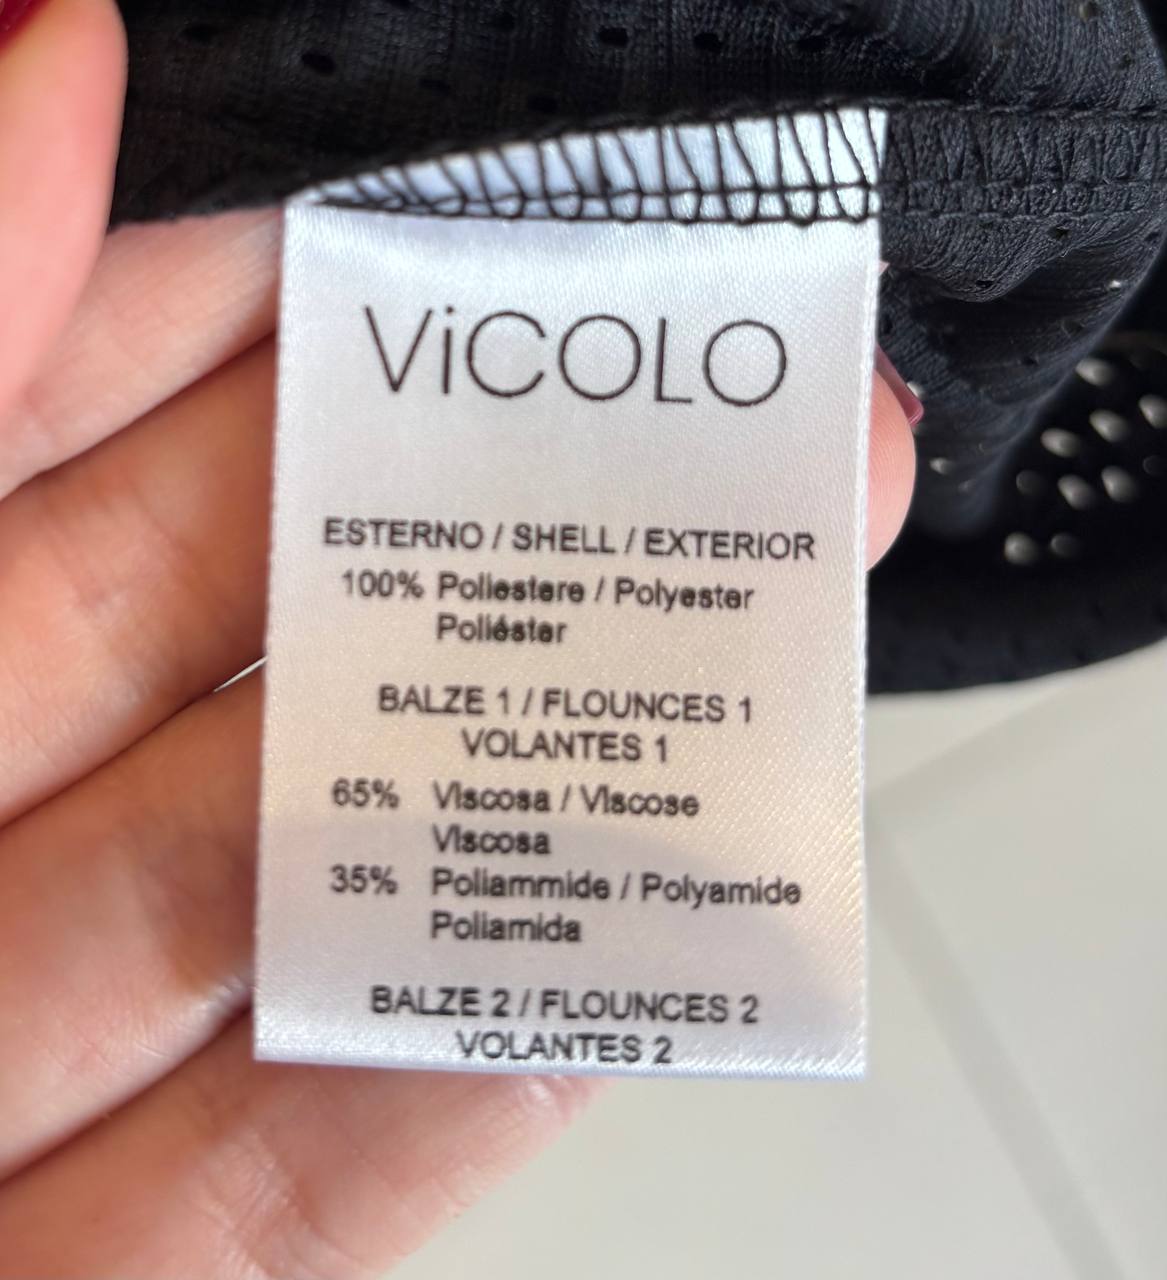 ViCOLO
ESTERNO / SHELL / EXTERIOR
100% Poliestere / Polyester
Poliéster
BALZE 1 / FLOUNCES 1
VOLANTES 1
65% Viscosa / Viscose
Viscosa
35% Poliammide / Polyamide
Poliamida
BALZE 2 / FLOUNCES 2
VOLANTES 2